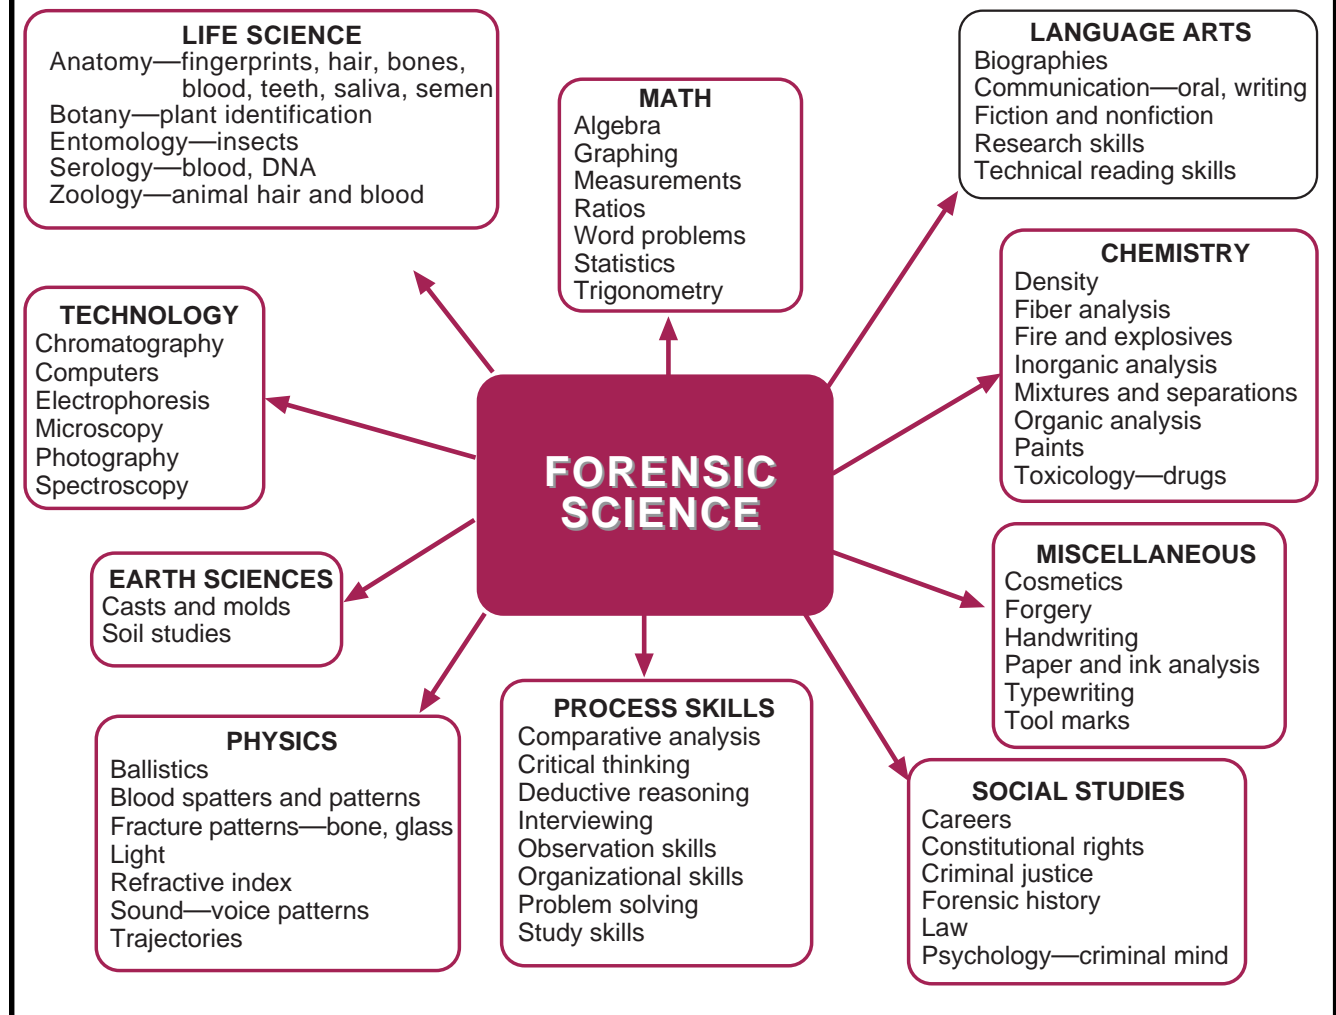 LIFE SCIENCE
Anatomy—fingerprints, hair, bones,
blood, teeth, saliva, semen
Botany—plant identification
Entomology—insects
Serology—blood, DNA
Zoology—animal hair and blood
MATH
Algebra
Graphing
Measurements
Ratios
Word problems
Statistics
Trigonometry
LANGUAGE ARTS
Biographies
Communication—oral, writing
Fiction and nonfiction
Research skills
Technical reading skills
TECHNOLOGY
Chromatography
Computers
Electrophoresis
Microscopy
Photography
Spectroscopy
FORENSIC
SCIENCE
CHEMISTRY
Density
Fiber analysis
Fire and explosives
Inorganic analysis
Mixtures and separations
Organic analysis
Paints
Toxicology—drugs
EARTH SCIENCES
Casts and molds
Soil studies
MISCELLANEOUS
Cosmetics
Forgery
Handwriting
Paper and ink analysis
Typewriting
Tool marks
PHYSICS
Ballistics
Blood spatters and patterns
Fracture patterns—bone, glass
Light
Refractive index
Sound—voice patterns
Trajectories
PROCESS SKILLS
Comparative analysis
Critical thinking
Deductive reasoning
Interviewing
Observation skills
Organizational skills
Problem solving
Study skills
SOCIAL STUDIES
Careers
Constitutional rights
Criminal justice
Forensic history
Law
Psychology—criminal mind